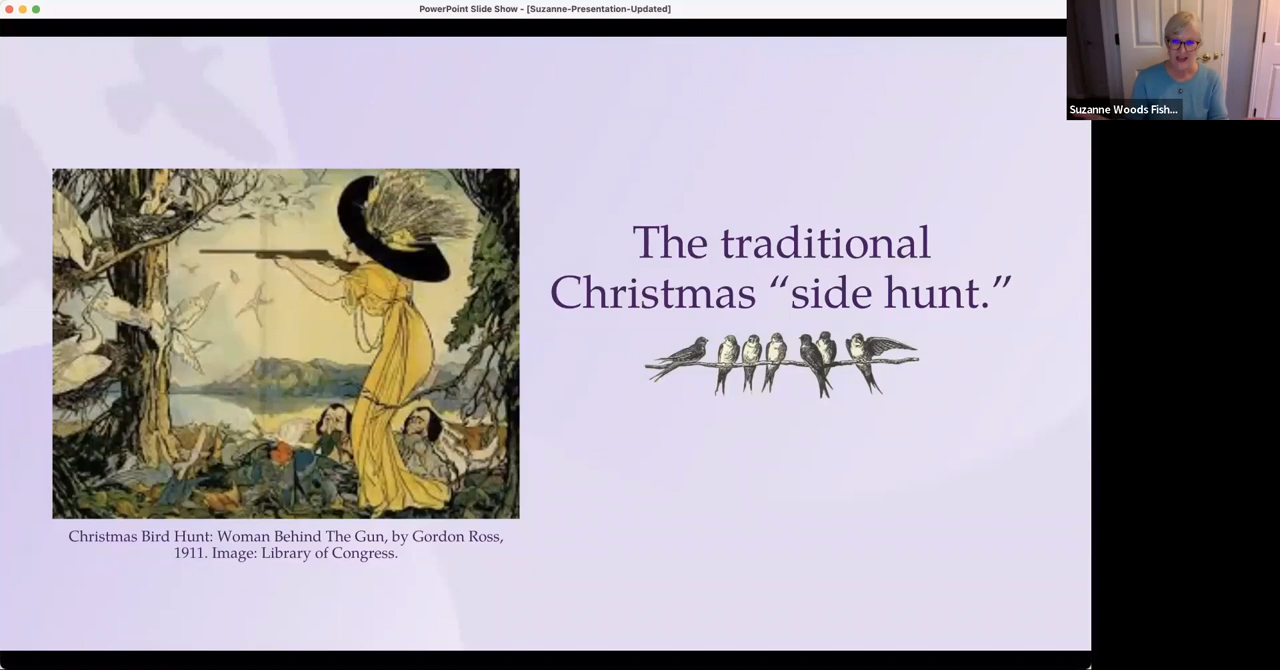 PowerPoint Slide Show - [Suzanne-Presentation-Updated]
Suzanne Woods Fish...
The traditional
Christmas “side hunt.”
Christmas Bird Hunt: Woman Behind The Gun, by Gordon Ross,
1911. Image: Library of Congress.